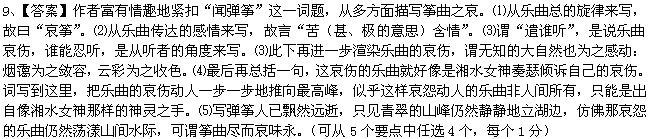 9、【答案】作者富有情趣地紧扣“闻弹筝”这一词题，从多方面描写筝曲之哀。⑴从乐曲总的旋律来写，
故曰“哀筝”。⑵从乐曲传达的感情来写，故言“苦（甚、极的意思）含情”。⑶谓“遣谁听”，是说乐曲
哀伤，谁能忍听，是从听者的角度来写。⑶此下再进一步渲染乐曲的哀伤，谓无知的大自然也为之感动：
烟霭为之敛容，云彩为之收色。⑷最后再总括一句，这哀伤的乐曲就好像是湘水女神奏瑟倾诉自己的哀伤。
词写到这里，把乐曲的哀伤动人一步一步地推向最高峰，似乎这样哀怨动人的乐曲非人间所有，只能是出
自像湘水女神那样的神灵之手。⑸写弹筝人已飘然远逝，只见青翠的山峰仍然静静地立湖边，仿佛那哀怨
的乐曲仍然荡漾山间水际，可谓筝曲尽而哀味永。（可从 5 个要点中任选 4 个，每个 1 分）